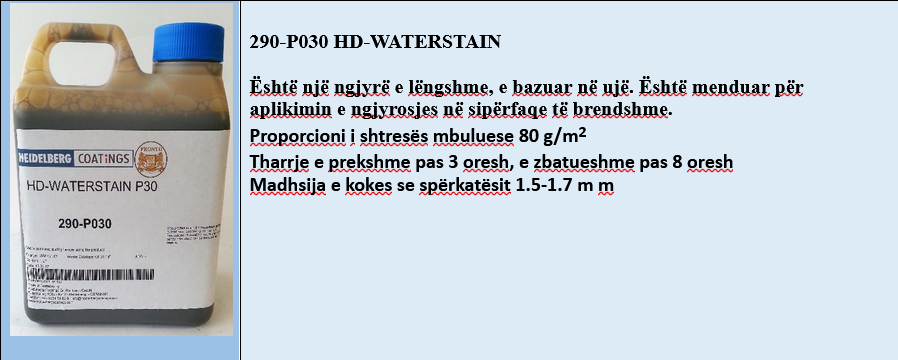 290-P030 HD-WATERSTAIN
Është një ngjyrë e lëngshme, e bazuar në ujë. Është menduar për
aplikimin e ngjyrosjes në sipërfaqe të brendshme.
Proporcioni i shtresës mbuluese 80 g/m²
Tharrje e prekshme pas 3 oresh, e zbatueshme pas 8 oresh
Madhsija e kokes se spërkatësit 1.5-1.7 m m
HEIDELBERG COATINGS
PRONTO
HD-WATERSTAIN P30
290-P030